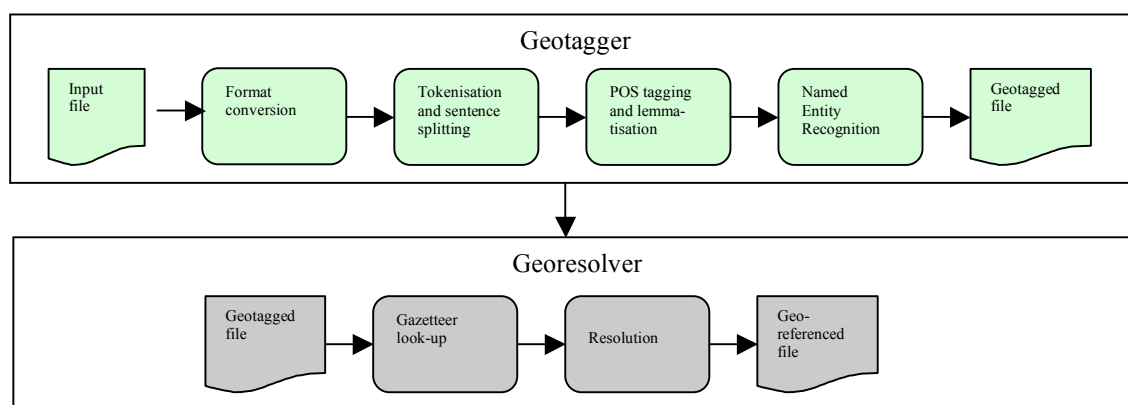 Geotagger
Input
file
Format
conversion
Tokenisation
and sentence
splitting
POS tagging
and lemma-
tisation
Named
Entity
Recognition
Geotagged
file
Georesolver
Geotagged
file
Gazetteer
look-up
Resolution
Geo-
referenced
file